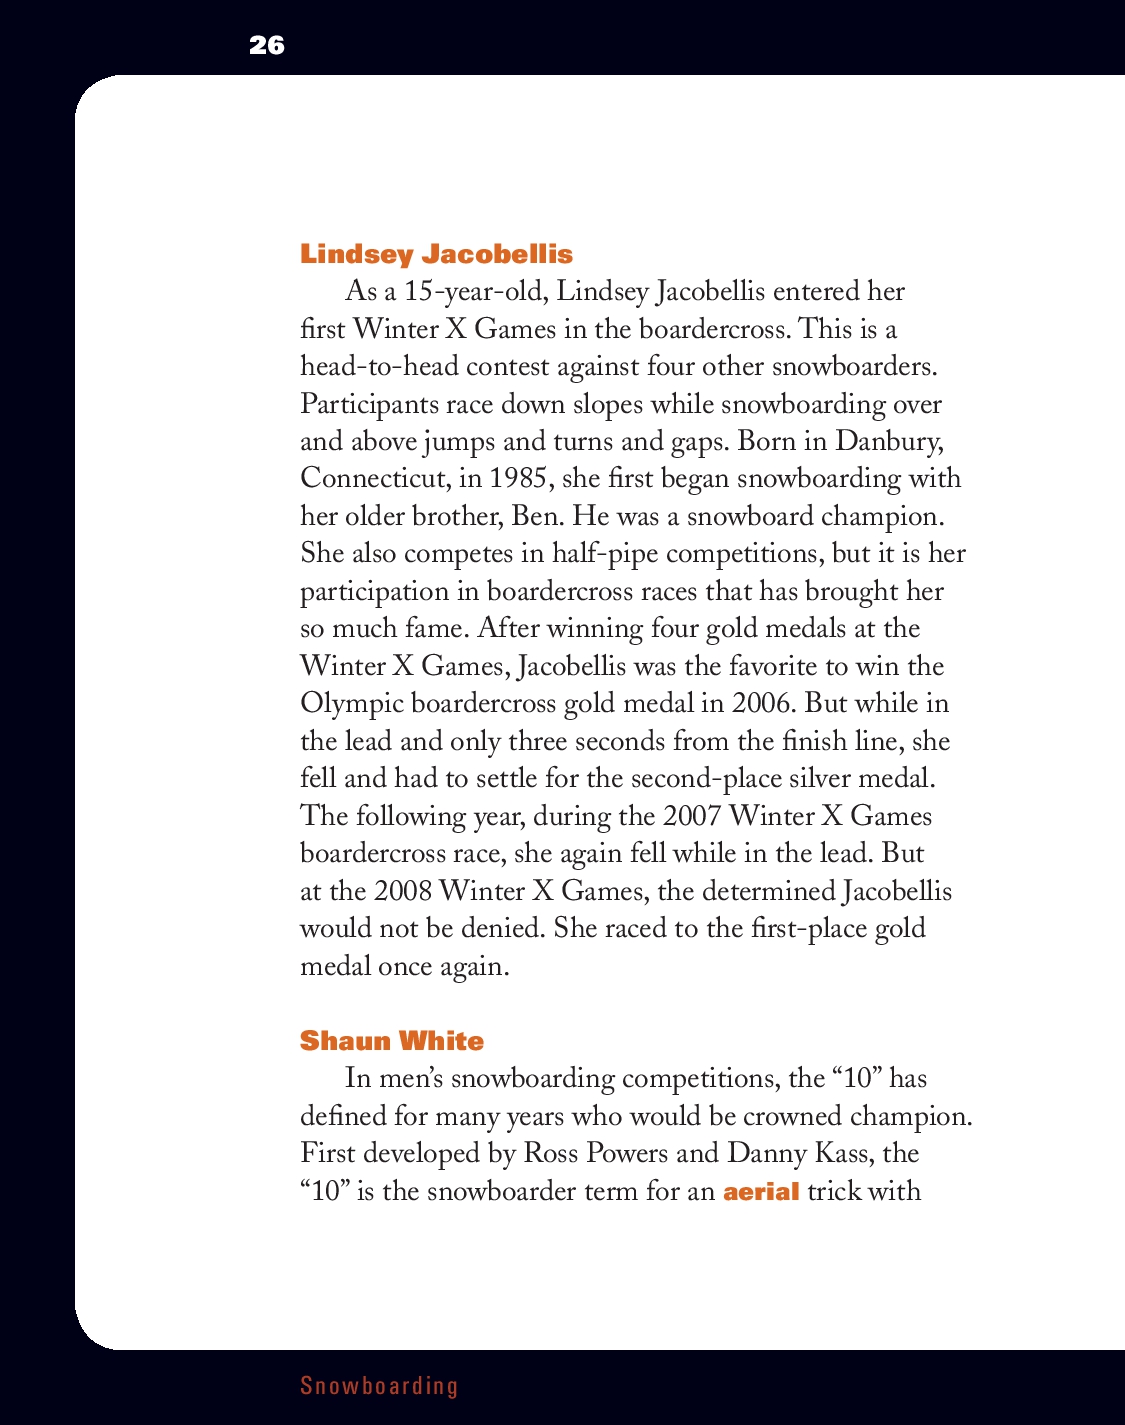 26
Lindsey Jacobellis
As a 15-year-old, Lindsey Jacobellis entered her
first Winter X Games in the boardercross. This is a
head-to-head contest against four other snowboarders.
Participants race down slopes while snowboarding over
and above jumps and turns and gaps. Born in Danbury,
Connecticut, in 1985, she first began snowboarding with
her older brother, Ben. He was a snowboard champion.
She also competes in half-pipe competitions, but it is her
participation in boardercross races that has brought her
so much fame. After winning four gold medals at the
Winter X Games, Jacobellis was the favorite to win the
Olympic boardercross gold medal in 2006. But while in
the lead and only three seconds from the finish line, she
fell and had to settle for the second-place silver medal.
The following year, during the 2007 Winter X Games
boardercross race, she again fell while in the lead. But
at the 2008 Winter X Games, the determined Jacobellis
would not be denied. She raced to the first-place gold
medal once again.
Shaun White
In men’s snowboarding competitions, the “10” has
defined for many years who would be crowned champion.
First developed by Ross Powers and Danny Kass, the
“10” is the snowboarder term for an aerial trick with
Snowboarding